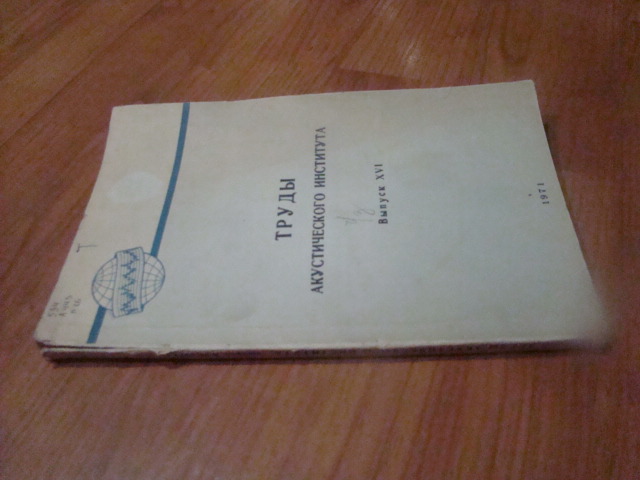 ТРУДЫ
АКУСТИЧЕСКОГО ИНСТИТУТА
Выпуск XVI
1971